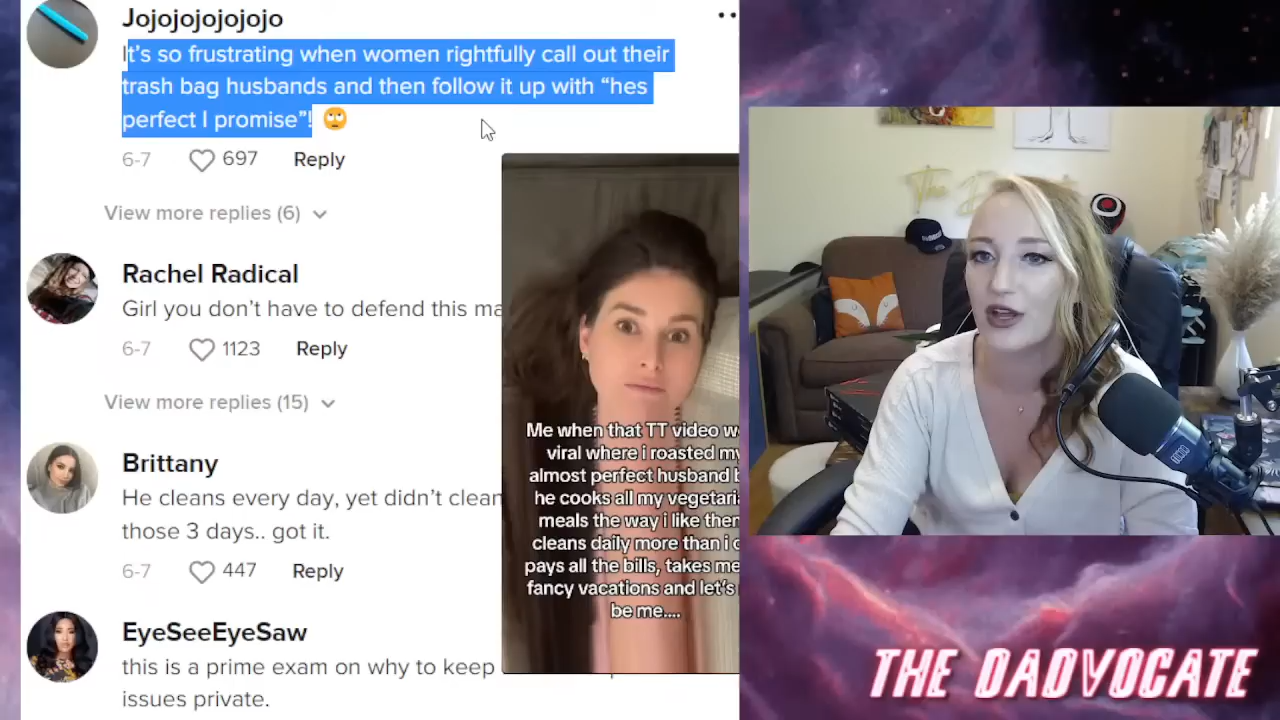 Jojojojojojojo
It's so frustrating when women rightfully call out their
trash bag husbands and then follow it up with "hes
perfect I promise"! 🙄
6-7 697 Reply
View more replies (6)
Rachel Radical
Girl you don't have to defend this ma
6-7 1123 Reply
View more replies (15)
Brittany
He cleans every day, yet didn't clean
those 3 days.. got it.
6-7 447 Reply
EyeSeeEyeSaw
this is a prime exam on why to keep
issues private.
Me when that TT video w
viral where i roasted my
almost perfect husband b
he cooks all my vegetari
meals the way i like then
cleans daily more than i
pays all the bills, takes me
fancy vacations and let's
be me....
The
THE DADVOCATE